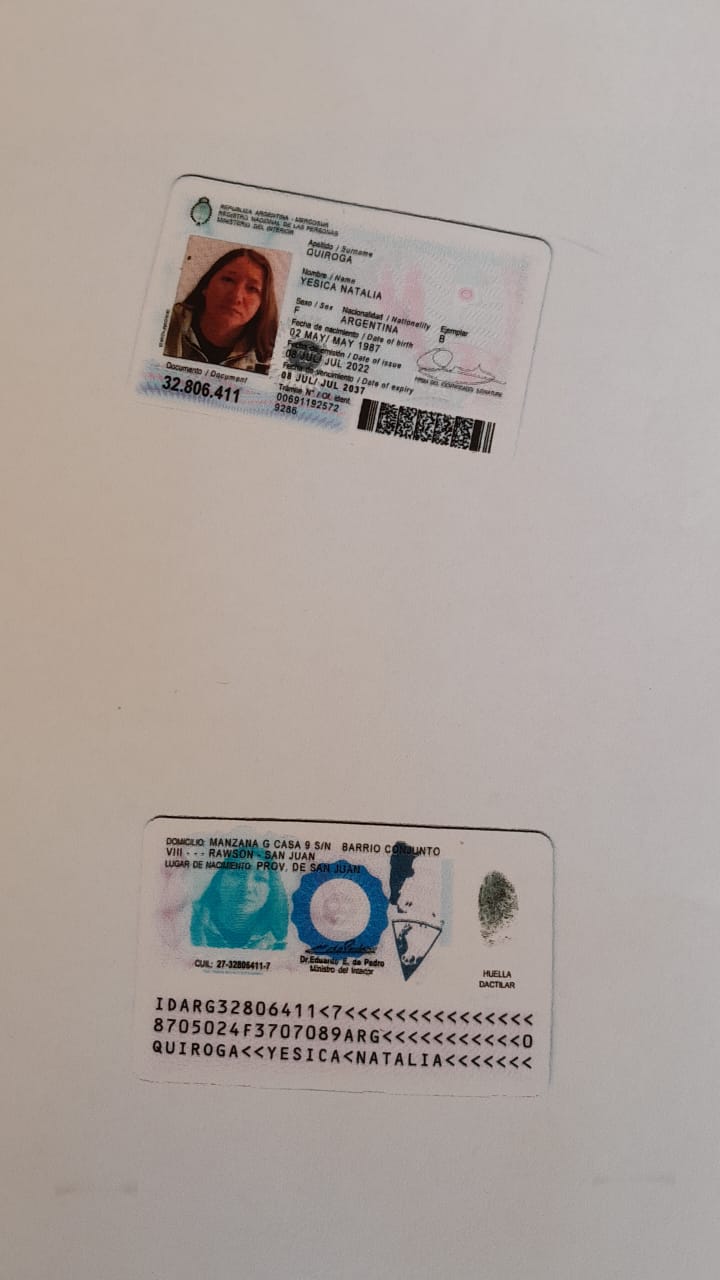 REPUBLICA ARGENTINA - MERCOSUR
REGISTRO NACIONAL DE LAS PERSONAS
MINISTERIO DEL INTERIOR
Apellido / Surname
QUIROGA
Nombre / Name
YESICA NATALIA
Sexo / Sex Nacionalidad / Nationality Ejemplar
F ARGENTINA B
Fecha de nacimiento / Date of birth
02 MAY/ MAY 1987
Fecha de emisión / Date of issue
08 JUL/ JUL 2022
Fecha de vencimiento / Date of expiry
08 JUL/ JUL 2037
Trámite N° / Of. ident.
00691192572
9286
Documento / Document
32.806.411
DOMICILIO: MANZANA G CASA 9 S/N BARRIO CONJUNTO
VIII - - - RAWSON SAN JUAN
LUGAR DE NACIMIENTO: PROV. DE SAN JUAN
CUIL: 27-32806411-7
Dr. Eduardo E. de Pedro
Ministro del Interior
HUELLA
DACTILAR
IDARG32806411<7<<<<<<<<<<<<<<<
8705024F3707089ARG<<<<<<<<<<<0
QUIROGA<<YESICA<NATALIA<<<<<<<